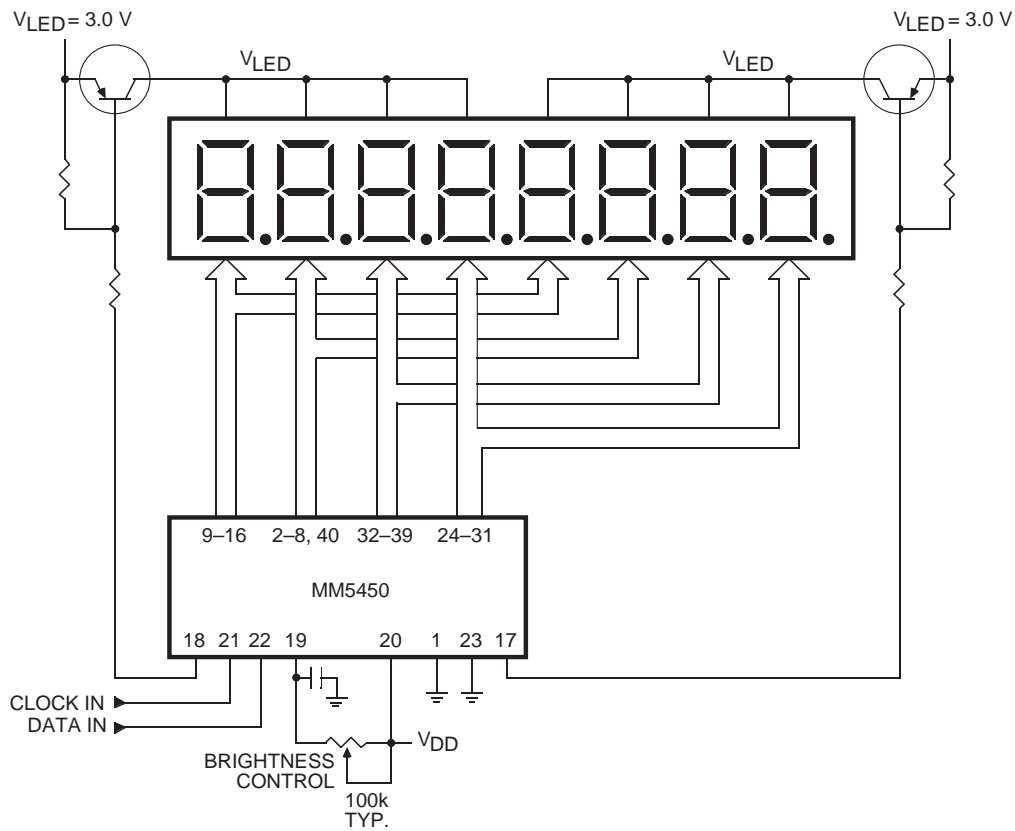 VLED = 3.0 V
VLED = 3.0 V
VLED
VLED
9–16
2–8, 40
32–39
24–31
MM5450
18
21
22
19
20
1
23
17
CLOCK IN
DATA IN
VDD
BRIGHTNESS
CONTROL
100k
TYP.